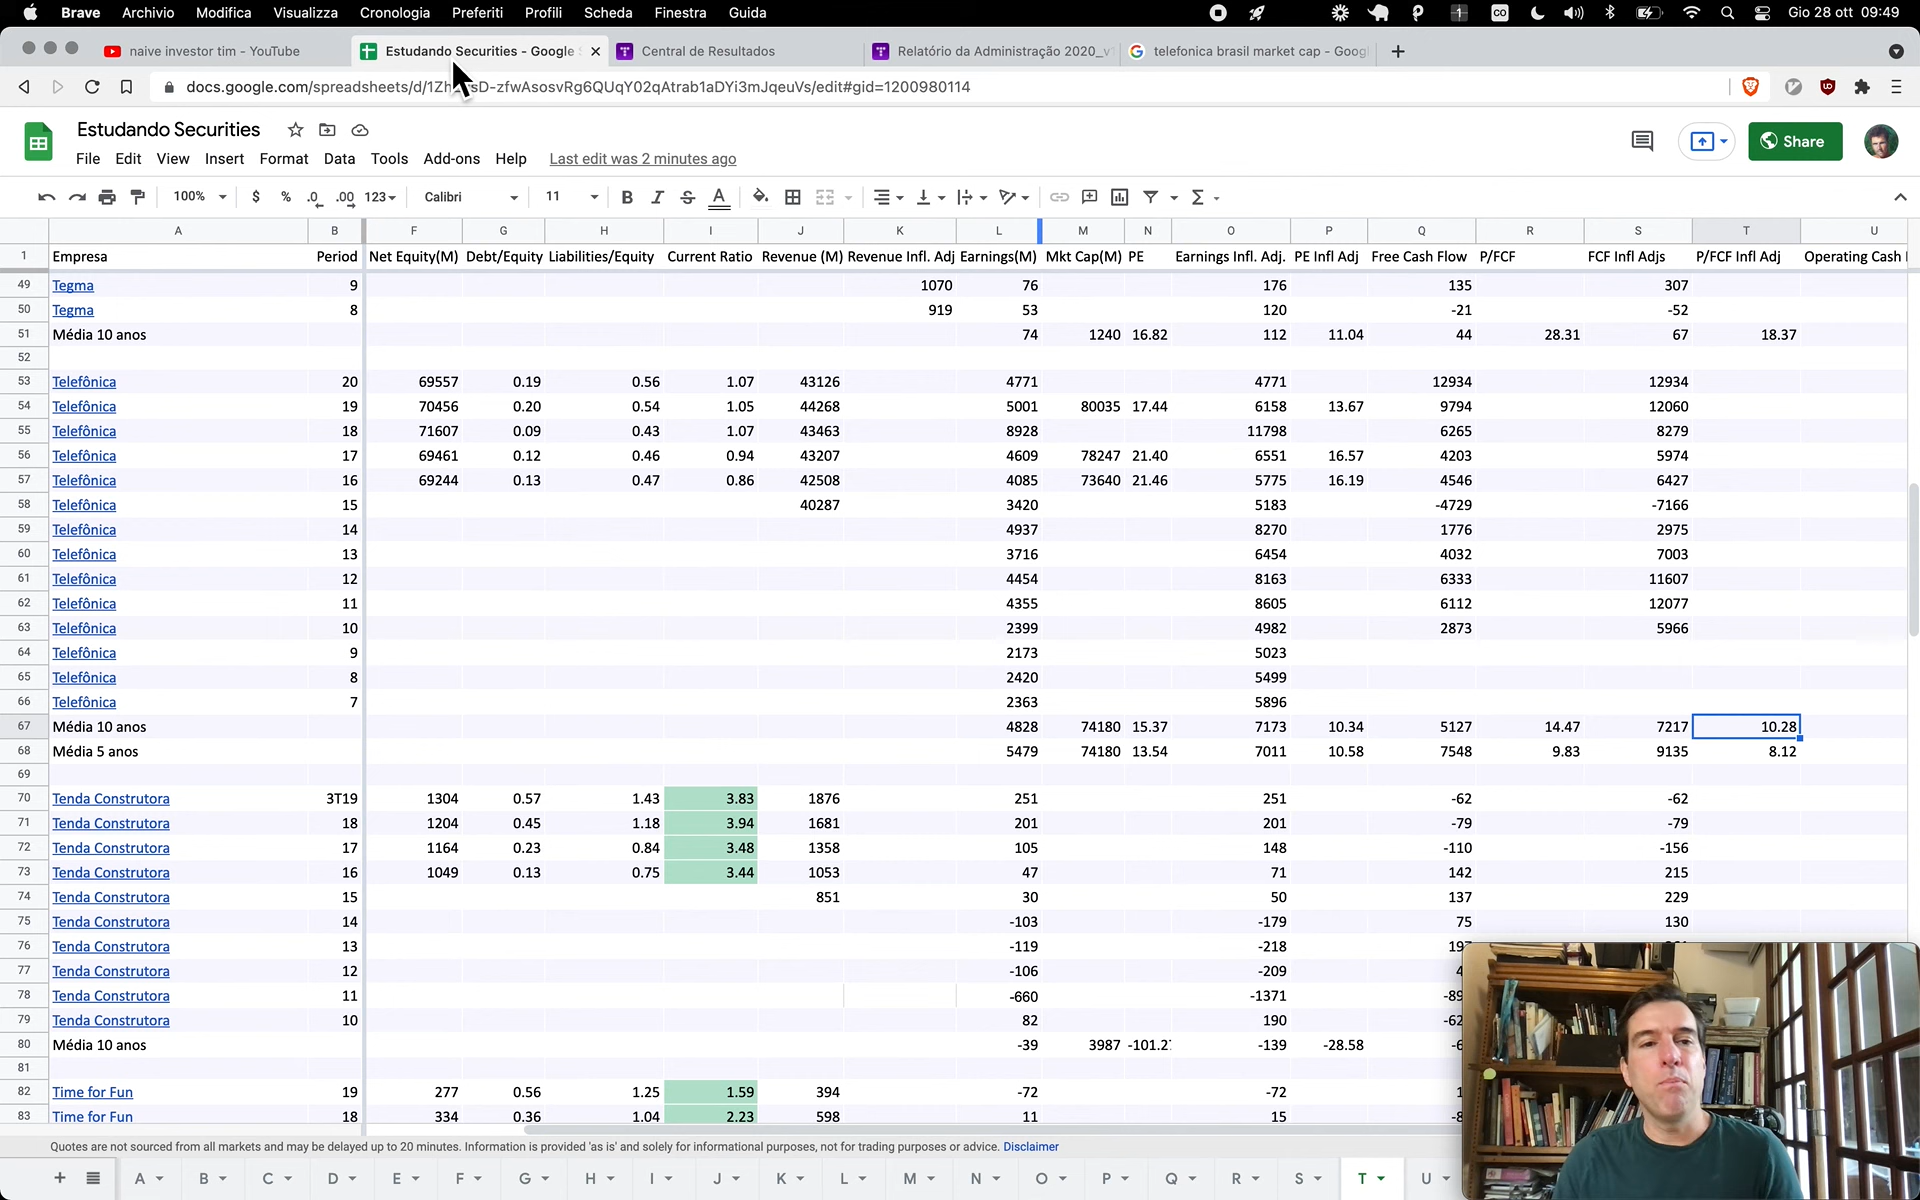 Brave Archivio Modifica Visualizza Cronologia Preferiti Profili Scheda Finestra Guida Gio 28 ott 09:49
naive investor tim - YouTube Estudando Securities - Google Central de Resultados Relatório da Administração 2020_v telefonica brasil market cap - Goog
docs.google.com/spreadsheets/d/1Zh sD-zfwAsosvRg6QUqY02qAtrab1aDYi3mJqeuVs/edit#gid=1200980114
Estudando Securities
Share
File Edit View Insert Format Data Tools Add-ons Help Last edit was 2 minutes ago
100% $ % .0 .00 123 Calibri 11 B I S A
A B F G H I J K L M N O P Q R S T U
1 Empresa Period Net Equity(M) Debt/Equity Liabilities/Equity Current Ratio Revenue (M) Revenue Infl. Adj Earnings(M) Mkt Cap(M) PE Earnings Infl. Adj. PE Infl Adj Free Cash Flow P/FCF FCF Infl Adjs P/FCF Infl Adj Operating Cash
49 Tegma 9 1070 76 176 135 307
50 Tegma 8 919 53 120 -21 -52
51 Média 10 anos 74 1240 16.82 112 11.04 44 28.31 67 18.37
52
53 Telefônica 20 69557 0.19 0.56 1.07 43126 4771 4771 12934 12934
54 Telefônica 19 70456 0.20 0.54 1.05 44268 5001 80035 17.44 6158 13.67 9794 12060
55 Telefônica 18 71607 0.09 0.43 1.07 43463 8928 11798 6265 8279
56 Telefônica 17 69461 0.12 0.46 0.94 43207 4609 78247 21.40 6551 16.57 4203 5974
57 Telefônica 16 69244 0.13 0.47 0.86 42508 4085 73640 21.46 5775 16.19 4546 6427
58 Telefônica 15 40287 3420 5183 -4729 -7166
59 Telefônica 14 4937 8270 1776 2975
60 Telefônica 13 3716 6454 4032 7003
61 Telefônica 12 4454 8163 6333 11607
62 Telefônica 11 4355 8605 6112 12077
63 Telefônica 10 2399 4982 2873 5966
64 Telefônica 9 2173 5023
65 Telefônica 8 2420 5499
66 Telefônica 7 2363 5896
67 Média 10 anos 4828 74180 15.37 7173 10.34 5127 14.47 7217 10.28
68 Média 5 anos 5479 74180 13.54 7011 10.58 7548 9.83 9135 8.12
69
70 Tenda Construtora 3T19 1304 0.57 1.43 3.83 1876 251 251 -62 -62
71 Tenda Construtora 18 1204 0.45 1.18 3.94 1681 201 201 -79 -79
72 Tenda Construtora 17 1164 0.23 0.84 3.48 1358 105 148 -110 -156
73 Tenda Construtora 16 1049 0.13 0.75 3.44 1053 47 71 142 215
74 Tenda Construtora 15 851 30 50 137 229
75 Tenda Construtora 14 -103 -179 75 130
76 Tenda Construtora 13 -119 -218 197
77 Tenda Construtora 12 -106 -209 4
78 Tenda Construtora 11 -660 -1371 -89
79 Tenda Construtora 10 82 190 -62
80 Média 10 anos -39 3987 -101.2 -139 -28.58 -6
81
82 Time for Fun 19 277 0.56 1.25 1.59 394 -72 -72 1
83 Time for Fun 18 334 0.36 1.04 2.23 598 11 15 -8
Quotes are not sourced from all markets and may be delayed up to 20 minutes. Information is provided 'as is' and solely for informational purposes, not for trading purposes or advice. Disclaimer
A B C D E F G H I J K L M N O P Q R S T U